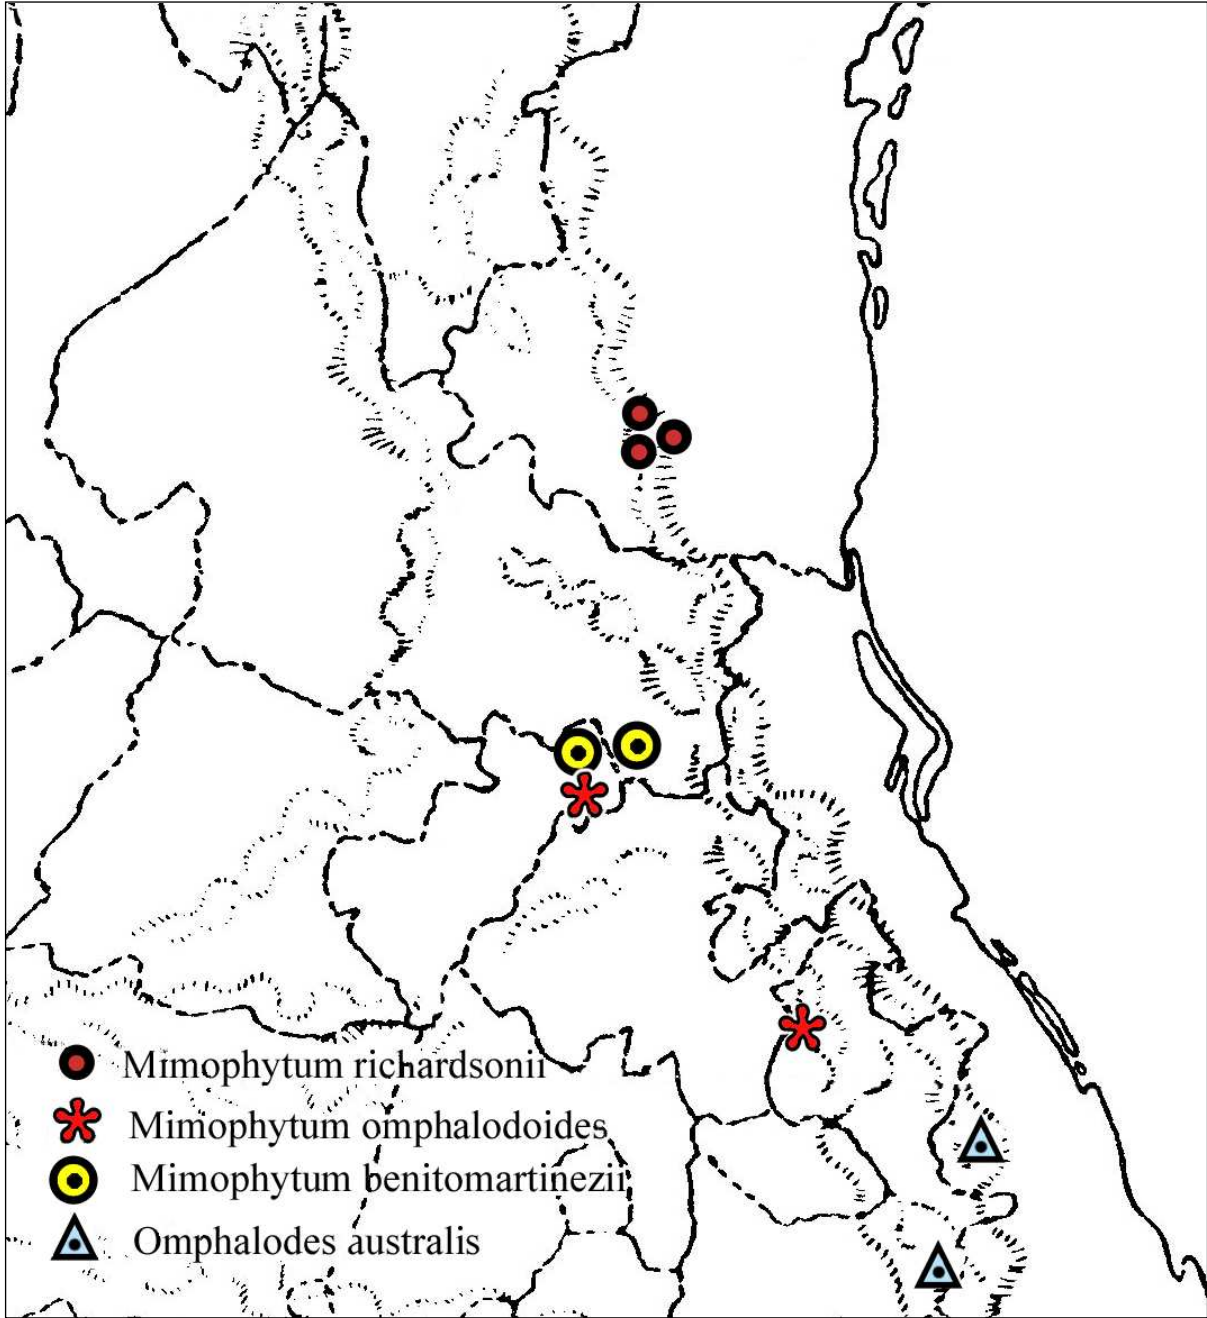 Mimophytum richardsonii
Mimophytum omphalodoides
Mimophytum benitomartinezii
Omphalodes australis